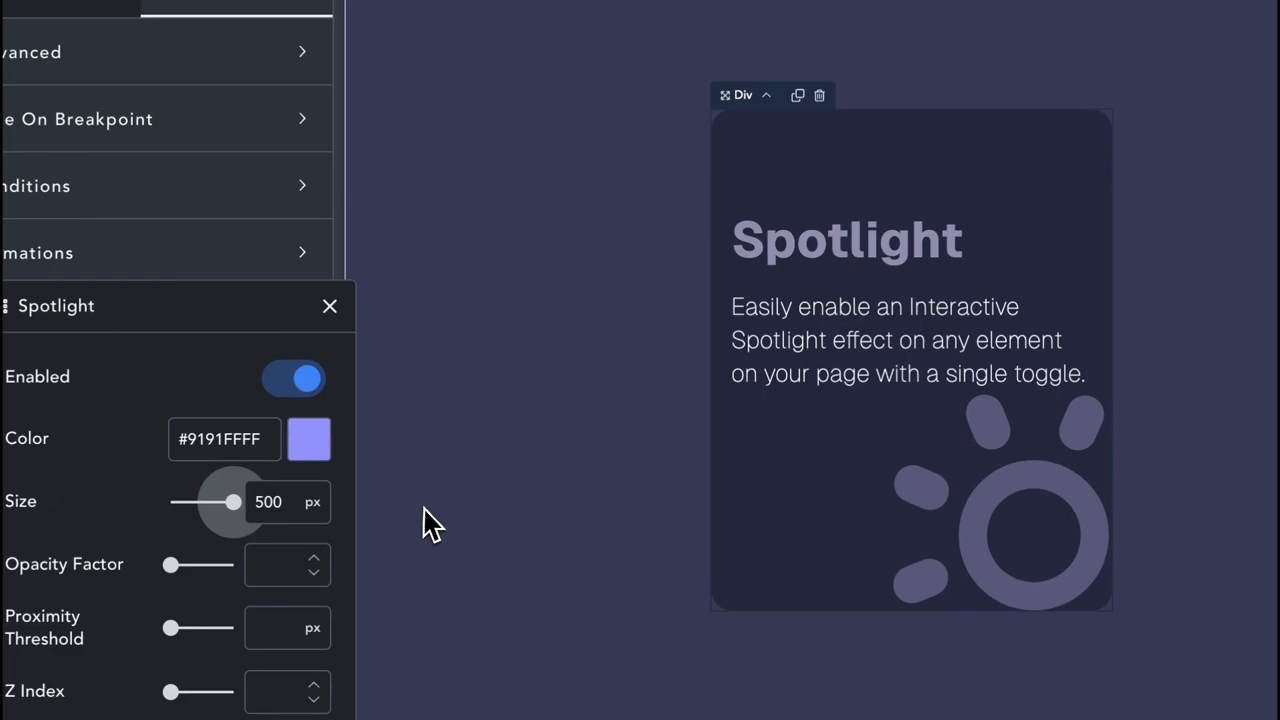 vanced
e On Breakpoint
nditions
mations
Spotlight
Enabled
Color
#9191FFFF
Size
500 px
Opacity Factor
Proximity
Threshold
px
Z Index
Div
Spotlight
Easily enable an Interactive
Spotlight effect on any element
on your page with a single toggle.